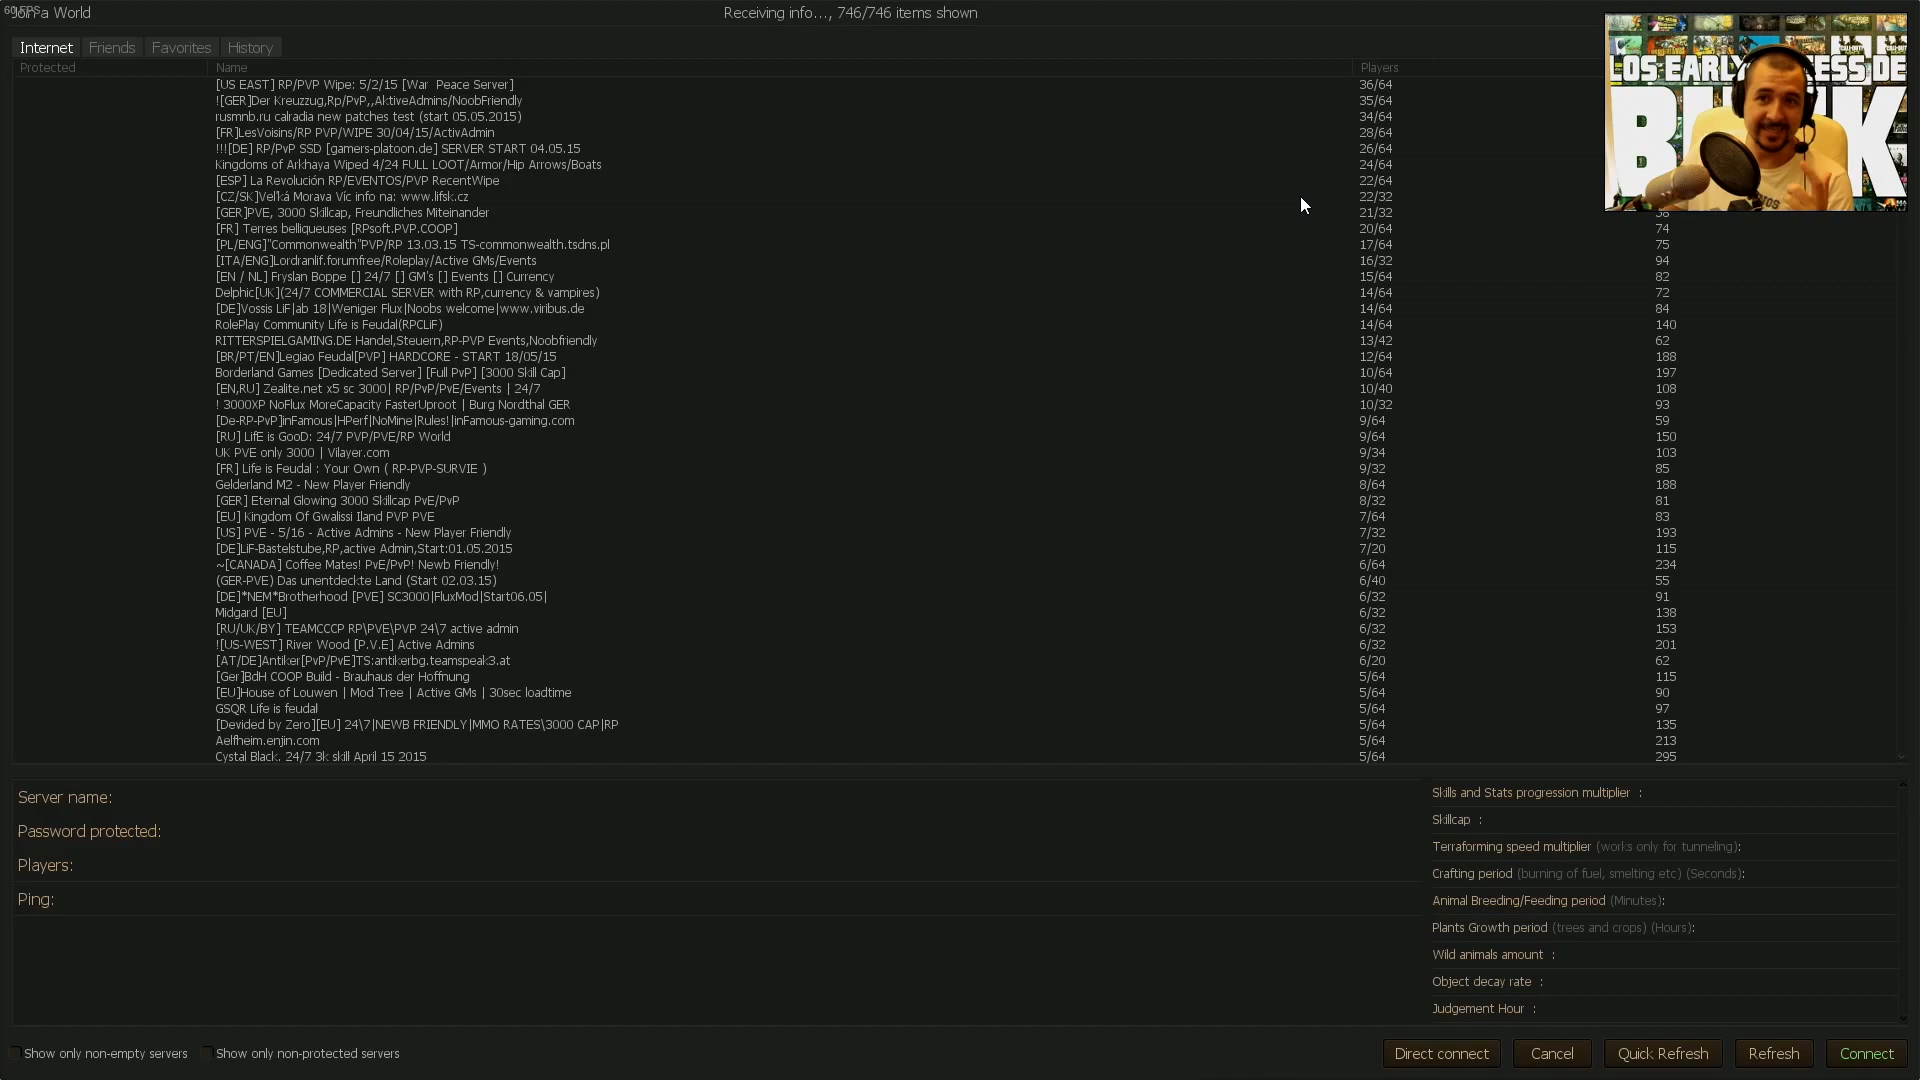 60 FPS
Join a World
Receiving info..., 746/746 items shown
Internet Friends Favorites History
Protected Name Players
[US EAST] RP/PVP Wipe: 5/2/15 [War  Peace Server] 36/64
![GER]Der Kreuzzug,Rp/PvP,,AktiveAdmins/NoobFriendly 35/64
rusmnb.ru calradia new patches test (start 05.05.2015) 34/64
[FR]LesVoisins/RP PVP/WIPE 30/04/15/ActivAdmin 28/64
!!![DE] RP/PvP SSD [gamers-platoon.de] SERVER START 04.05.15 26/64
Kingdoms of Arkhaya Wiped 4/24 FULL LOOT/Armor/Hip Arrows/Boats 24/64
[ESP] La Revolución RP/EVENTOS/PVP RecentWipe 22/64
[CZ/SK]Veľká Morava Víc info na: www.lifsk.cz 22/32
[GER]PVE, 3000 Skillcap, Freundliches Miteinander 21/32 58
[FR] Terres belliqueuses [RPsoft.PVP.COOP] 20/64 74
[PL/ENG]"Commonwealth"PVP/RP 13.03.15 TS-commonwealth.tsdns.pl 17/64 75
[ITA/ENG]Lordranlif.forumfree/Roleplay/Active GMs/Events 16/32 94
[EN / NL] Fryslan Boppe [] 24/7 [] GM's [] Events [] Currency 15/64 82
Delphic[UK](24/7 COMMERCIAL SERVER with RP,currency & vampires) 14/64 72
[DE]Vossis LiF|ab 18|Weniger Flux|Noobs welcome|www.viribus.de 14/64 84
RolePlay Community Life is Feudal(RPCLiF) 14/64 140
RITTERSPIELGAMING.DE Handel,Steuern,RP-PVP Events,Noobfriendly 13/42 62
[BR/PT/EN]Legiao Feudal[PVP] HARDCORE - START 18/05/15 12/64 188
Borderland Games [Dedicated Server] [Full PvP] [3000 Skill Cap] 10/64 197
[EN,RU] Zealite.net x5 sc 3000| RP/PvP/PvE/Events | 24/7 10/40 108
! 3000XP NoFlux MoreCapacity FasterUproot | Burg Nordthal GER 10/32 93
[De-RP-PvP]inFamous|HPerf|NoMine|Rules!|inFamous-gaming.com 9/64 59
[RU] LifE is GooD: 24/7 PVP/PVE/RP World 9/64 150
UK PVE only 3000 | Vilayer.com 9/34 103
[FR] Life is Feudal : Your Own ( RP-PVP-SURVIE ) 9/32 85
Gelderland M2 - New Player Friendly 8/64 188
[GER] Eternal Glowing 3000 Skillcap PvE/PvP 8/32 81
[EU] Kingdom Of Gwalissi Iland PVP PVE 7/64 83
[US] PVE - 5/16 - Active Admins - New Player Friendly 7/32 193
[DE]LiF-Bastelstube,RP,active Admin,Start:01.05.2015 7/20 115
~[CANADA] Coffee Mates! PvE/PvP! Newb Friendly! 6/64 234
(GER-PVE) Das unentdeckte Land (Start 02.03.15) 6/40 55
[DE]*NEM*Brotherhood [PVE] SC3000|FluxMod|Start06.05| 6/32 91
Midgard [EU] 6/32 138
[RU/UK/BY] TEAMCCCP RP\PVE\PVP 24\7 active admin 6/32 153
![US-WEST] River Wood [P.V.E] Active Admins 6/32 201
[AT/DE]Antiker[PvP/PvE]TS:antikerbg.teamspeak3.at 6/20 62
[Ger]BdH COOP Build - Brauhaus der Hoffnung 5/64 115
[EU]House of Louwen | Mod Tree | Active GMs | 30sec loadtime 5/64 90
GSQR Life is feudal 5/64 97
[Devided by Zero][EU] 24\7|NEWB FRIENDLY|MMO RATES\3000 CAP|RP 5/64 135
Aelfheim.enjin.com 5/64 213
Cystal Black. 24/7 3k skill April 15 2015 5/64 295
LOS EARLY ACCESS DE
Server name:
Password protected:
Players:
Ping:
Skills and Stats progression multiplier :
Skillcap :
Terraforming speed multiplier (works only for tunneling):
Crafting period (burning of fuel, smelting etc) (Seconds):
Animal Breeding/Feeding period (Minutes):
Plants Growth period (trees and crops) (Hours):
Wild animals amount :
Object decay rate :
Judgement Hour :
Show only non-empty servers Show only non-protected servers
Direct connect Cancel Quick Refresh Refresh Connect